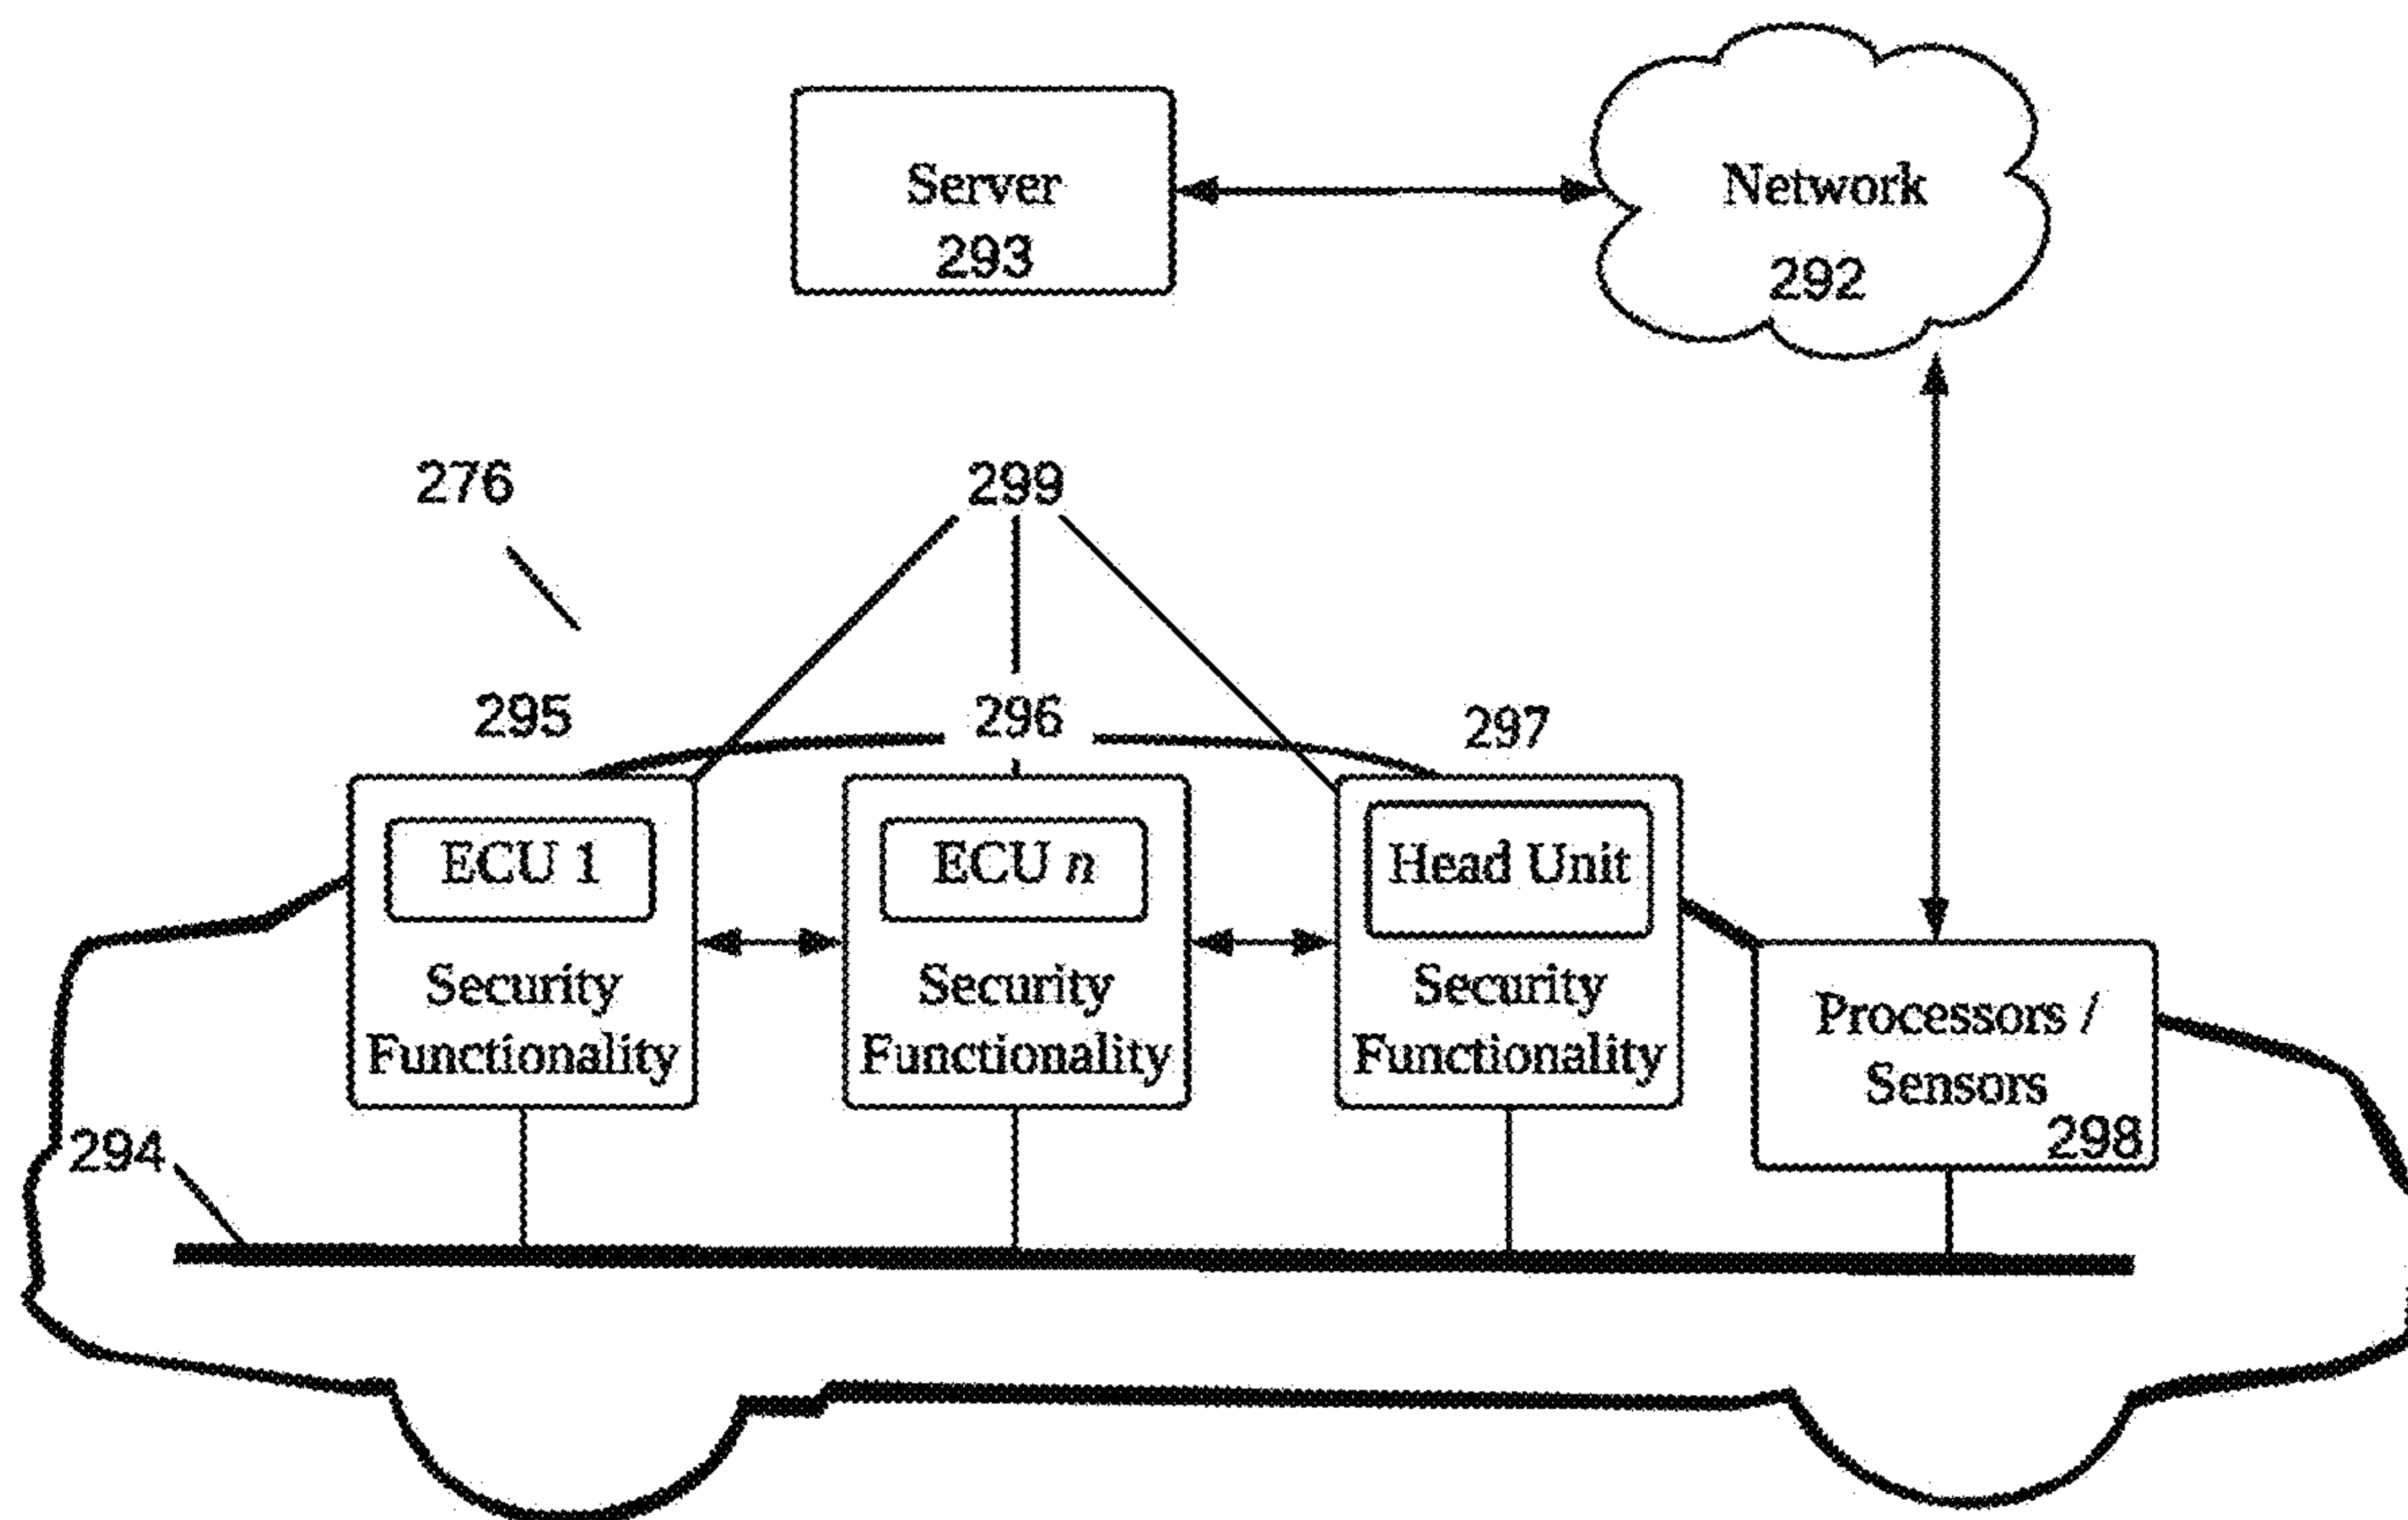 Server
293
Network
292
276
299
295
296
297
ECU 1
Security
Functionality
ECU n
Security
Functionality
Head Unit
Security
Functionality
Processors /
Sensors
298
294